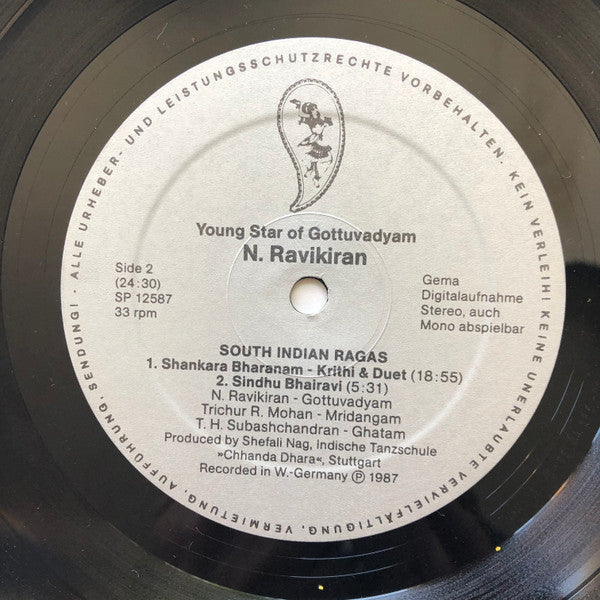 ALLE URHEBER- UND LEISTUNGSSCHUTZRECHTE VORBEHALTEN. KEIN VERLEIH! KEINE UNERLAUBTE VERVIELFÄLTIGUNG, VERMIETUNG, AUFFÜHRUNG, SENDUNG! ·
Young Star of Gottuvadyam
N. Ravikiran
Side 2
(24:30)
SP 12587
33 rpm
Gema
Digitalaufnahme
Stereo, auch
Mono abspielbar
SOUTH INDIAN RAGAS
1. Shankara Bharanam - Krithi & Duet (18:55)
2. Sindhu Bhairavi (5:31)
N. Ravikiran - Gottuvadyam
Trichur R. Mohan - Mridangam
T. H. Subashchandran - Ghatam
Produced by Shefali Nag, Indische Tanzschule
»Chhanda Dhara«, Stuttgart
Recorded in W.-Germany ℗ 1987